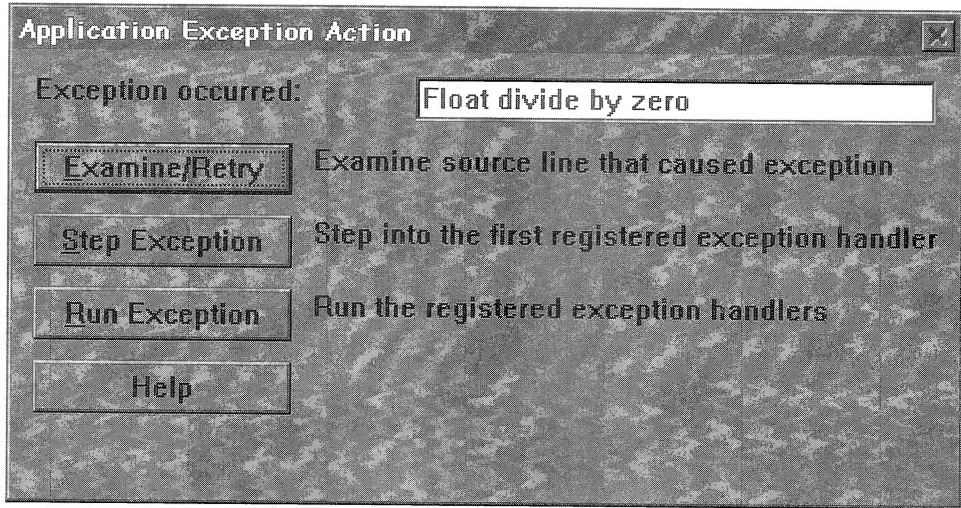 Application Exception Action
Exception occurred: Float divide by zero
Examine/Retry Examine source line that caused exception
Step Exception Step into the first registered exception handler
Run Exception Run the registered exception handlers
Help